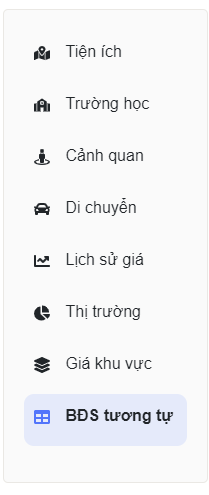 Tiện ích
Trường học
Cảnh quan
Di chuyển
Lịch sử giá
Thị trường
Giá khu vực
BĐS tương tự